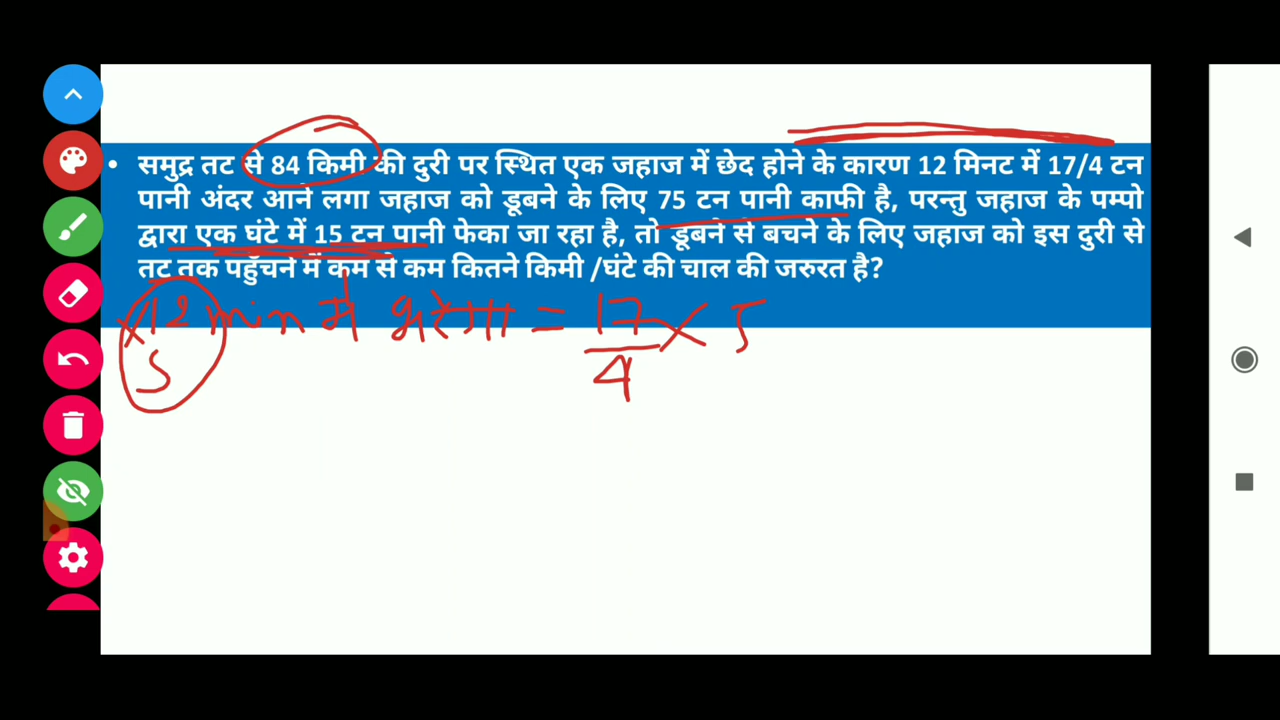 • समुद्र तट से 84 किमी की दुरी पर स्थित एक जहाज में छेद होने के कारण 12 मिनट में 17/4 टन
पानी अंदर आने लगा जहाज को डूबने के लिए 75 टन पानी काफी है, परन्तु जहाज के पम्पो
द्वारा एक घंटे में 15 टन पानी फेका जा रहा है, तो डूबने से बचने के लिए जहाज को इस दुरी से
तट तक पहुँचने में कम से कम कितने किमी /घंटे की चाल की जरुरत है?
12 min में भरेगा = 17/4 × 5
× 5